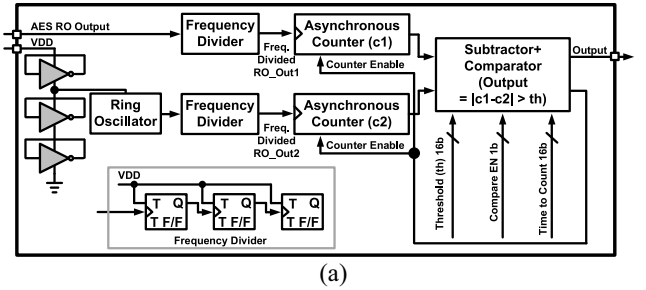 AES RO Output
VDD
Frequency
Divider
Freq.
Divided
RO_Out1
Asynchronous
Counter (c1)
Counter Enable
Subtractor+
Comparator
(Output
= |c1-c2| > th)
Output
Ring
Oscillator
Frequency
Divider
Freq.
Divided
RO_Out2
Asynchronous
Counter (c2)
Counter Enable
Threshold (th) 16b
Compare EN 1b
Time to Count 16b
VDD
T Q
T F/F
T Q
T F/F
T Q
T F/F
Frequency Divider
(a)